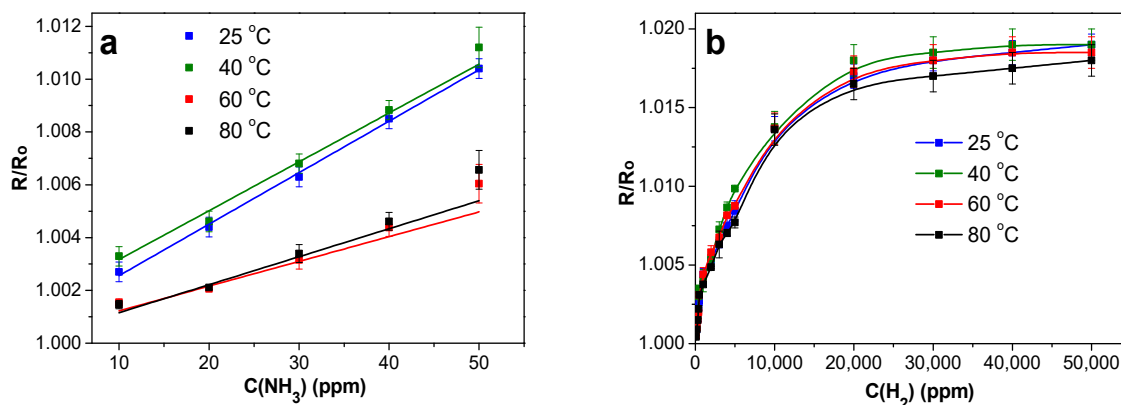 a
25 °C
40 °C
60 °C
80 °C
R/Ro
1.012
1.010
1.008
1.006
1.004
1.002
1.000
10 20 30 40 50
C(NH₃) (ppm)
b
25 °C
40 °C
60 °C
80 °C
R/Ro
1.020
1.015
1.010
1.005
1.000
0 10,000 20,000 30,000 40,000 50,000
C(H₂) (ppm)